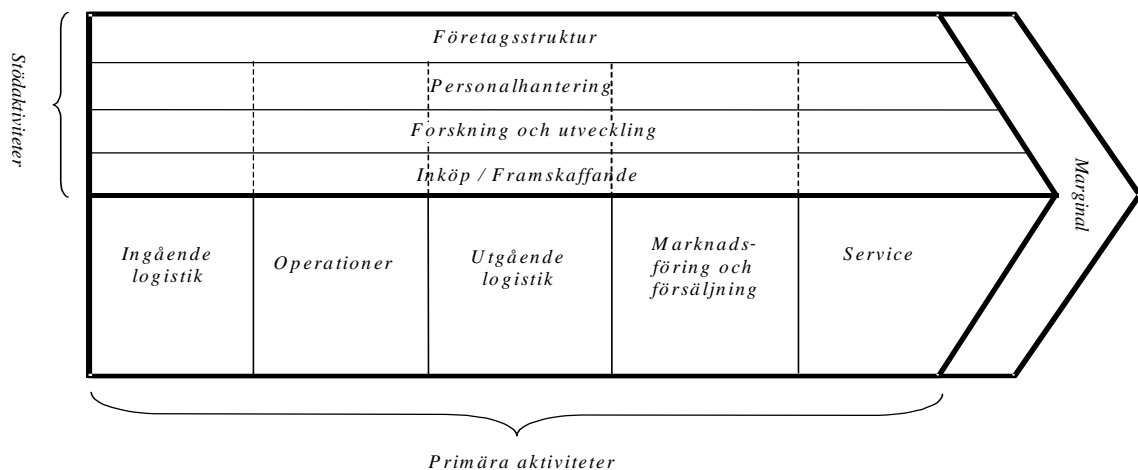 Företagsstruktur
Stödaktiviteter
Personalhantering
Forskning och utveckling
Inköp / Framskaffande
Marginal
Ingående
logistik
Operationer
Utgående
logistik
Marknads-
föring och
försäljning
Service
Primära aktiviteter